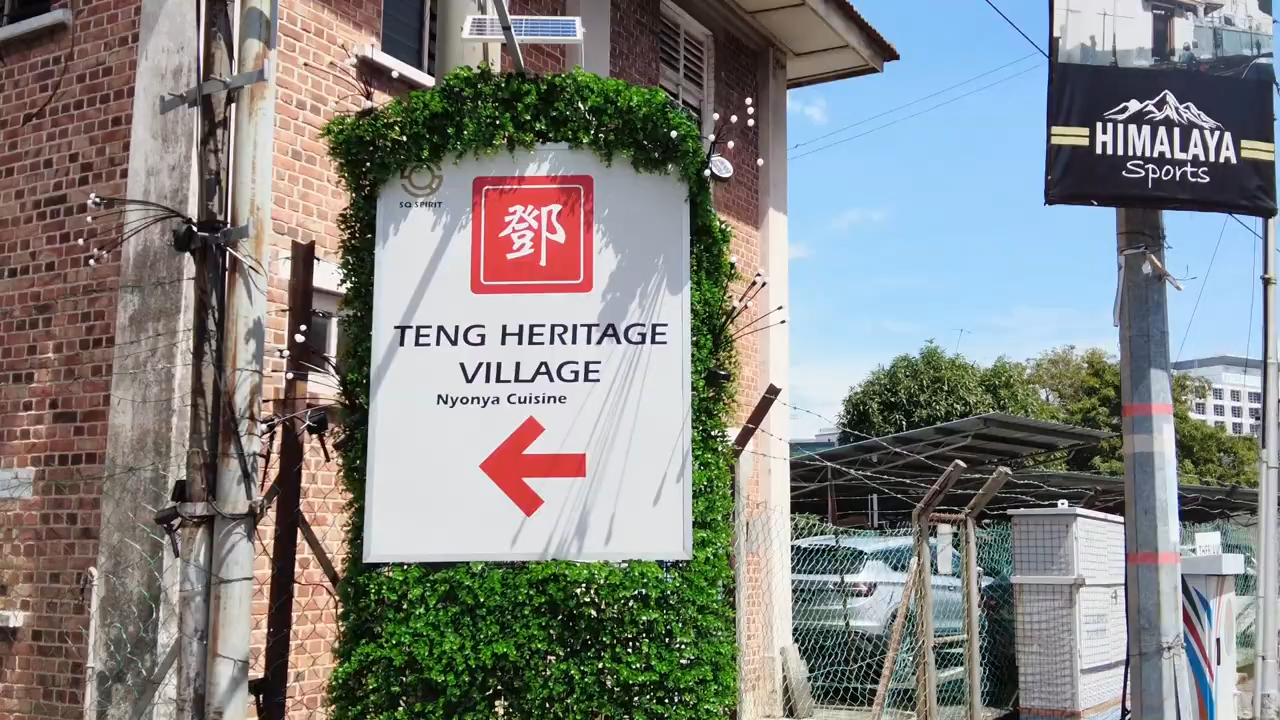 SQ SPIRIT
鄧
TENG HERITAGE
VILLAGE
Nyonya Cuisine
HIMALAYA
Sports